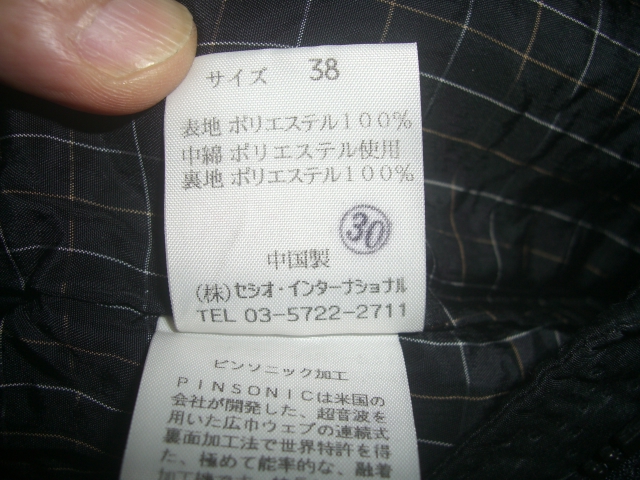 サイズ 38
表地 ポリエステル100%
中綿 ポリエステル使用
裏地 ポリエステル100%
30
中国製
(株)セシオ・インターナショナル
TEL 03-5722-2711
ピンソニック加工
PINSONICは米国の
会社が開発した、超音波を
用いた広巾ウェブの連続式
裏面加工法で世界特許を得
た、極めて能率的な、融着